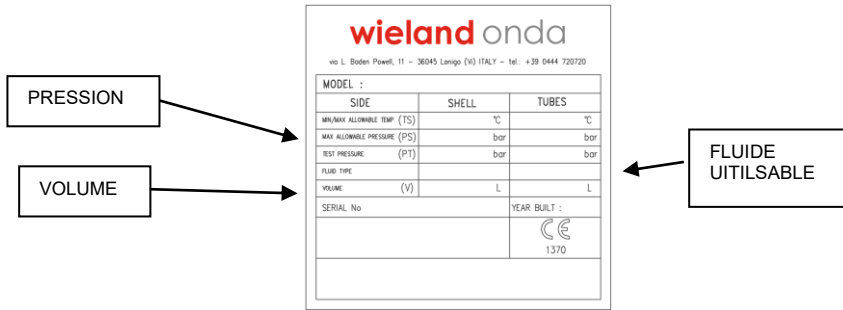 wieland onda
via L. Baden Powell, 11 – 36045 Lonigo (Vi) ITALY – tel.: +39 0444 720720
MODEL :
SIDE SHELL TUBES
MIN/MAX ALLOWABLE TEMP (TS) °C °C
MAX ALLOWABLE PRESSURE (PS) bar bar
TEST PRESSURE (PT) bar bar
FLUID TYPE
VOLUME (V) L L
SERIAL No YEAR BUILT :
CE
1370
PRESSION
VOLUME
FLUIDE
UITILSABLE